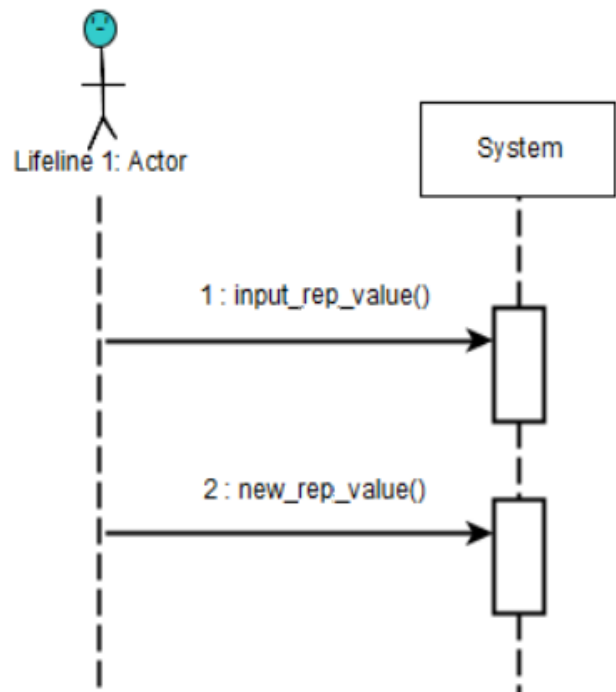 Lifeline 1: Actor
System
1 : input_rep_value()
2 : new_rep_value()